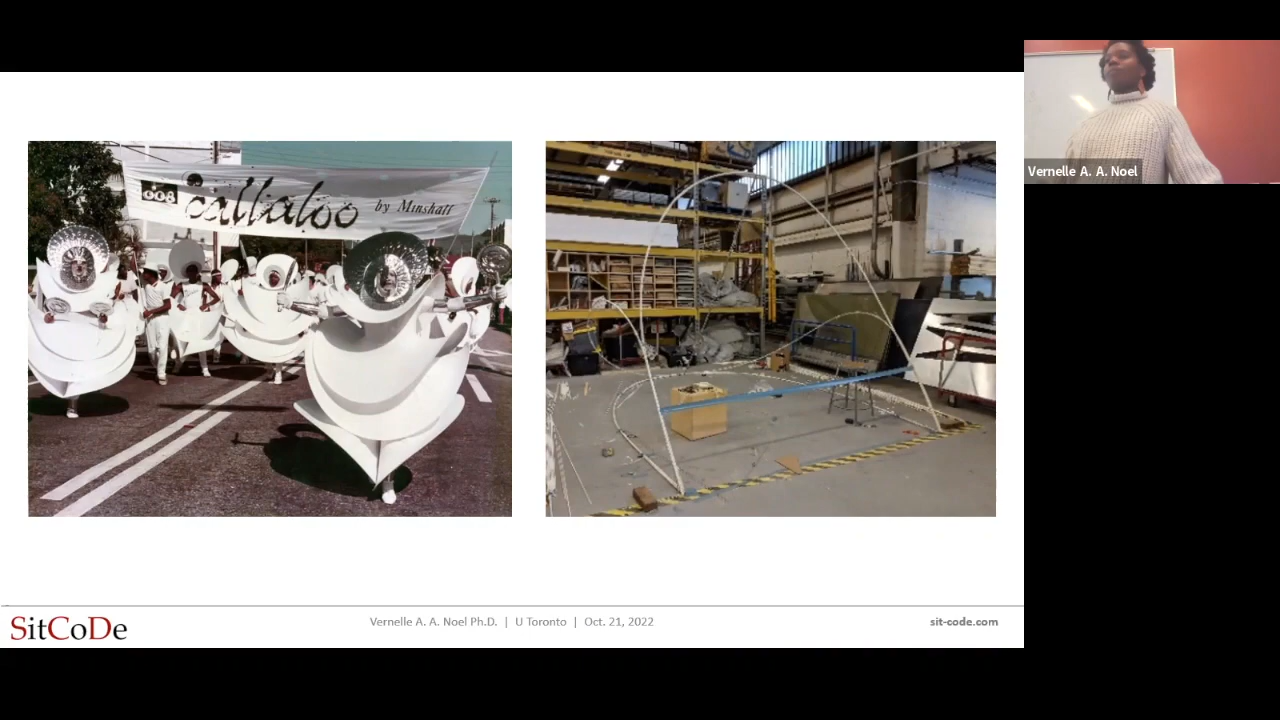 callaloo by Minshall
Vernelle A. A. Noel
SitCoDe
Vernelle A. A. Noel Ph.D. | U Toronto | Oct. 21, 2022
sit-code.com